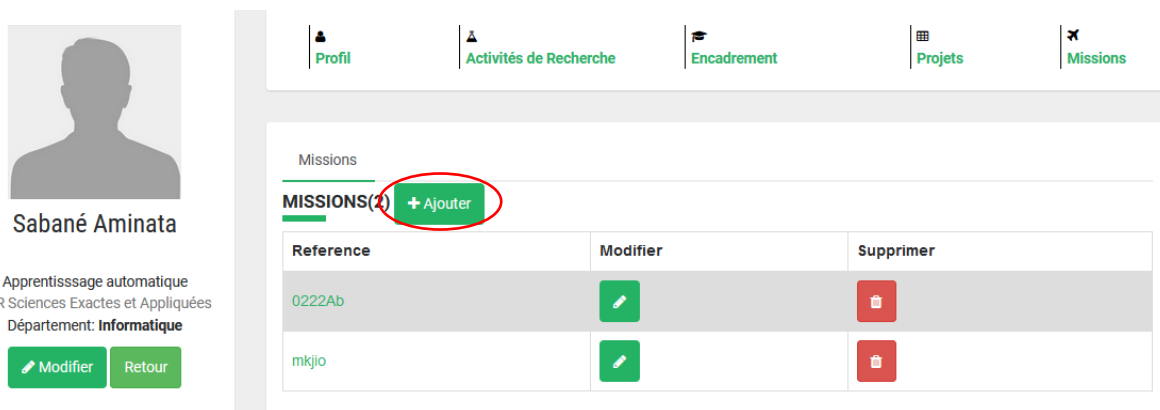 Profil
Activités de Recherche
Encadrement
Projets
Missions
Sabané Aminata
Apprentisssage automatique
R Sciences Exactes et Appliquées
Département: Informatique
Modifier Retour
Missions
MISSIONS(2) + Ajouter
Reference Modifier Supprimer
0222Ab
mkjio